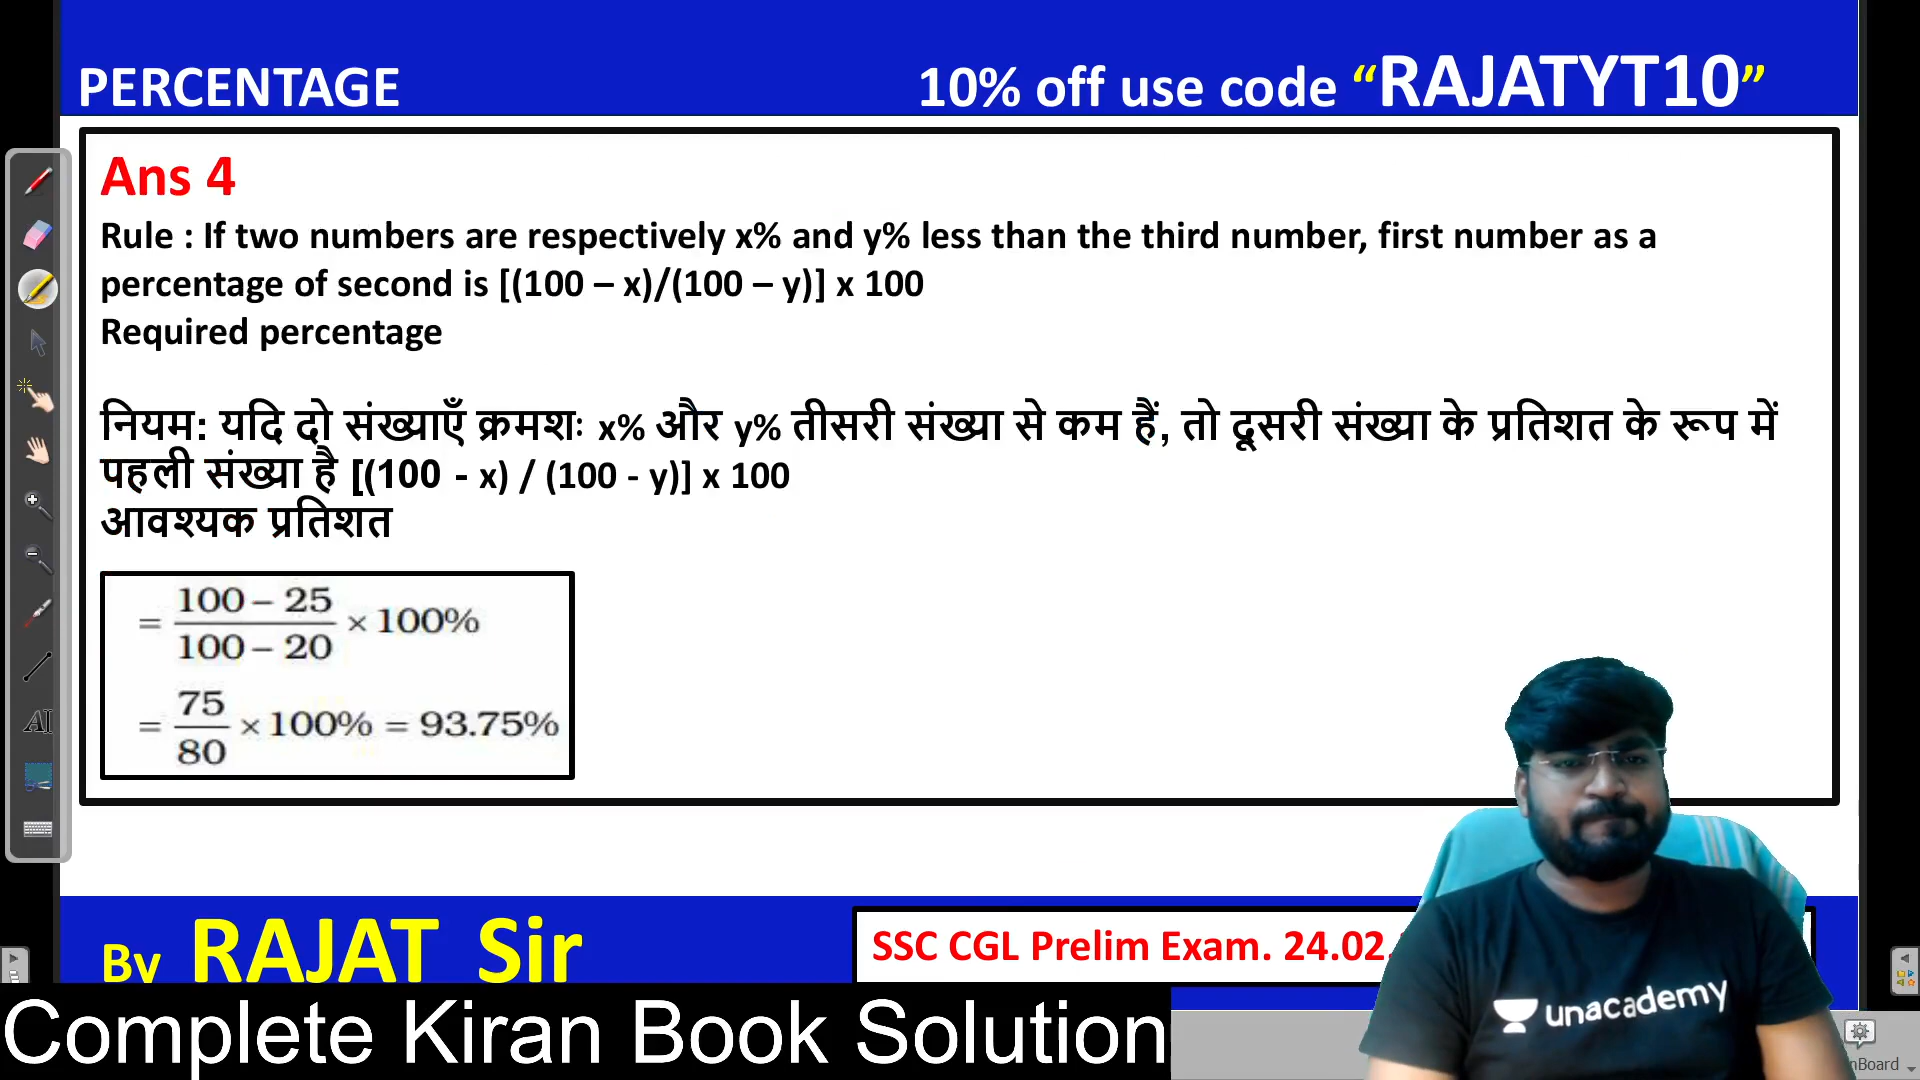 PERCENTAGE
10% off use code “RAJATYT10”
Ans 4
Rule : If two numbers are respectively x% and y% less than the third number, first number as a
percentage of second is [(100 – x)/(100 – y)] x 100
Required percentage
नियम: यदि दो संख्याएँ क्रमशः x% और y% तीसरी संख्या से कम हैं, तो दूसरी संख्या के प्रतिशत के रूप में
पहली संख्या है [(100 - x) / (100 - y)] x 100
आवश्यक प्रतिशत
= 100 – 25 / 100 – 20 × 100%
= 75 / 80 × 100% = 93.75%
By RAJAT Sir
SSC CGL Prelim Exam. 24.02.
unacademy
Complete Kiran Book Solution
AI
Board